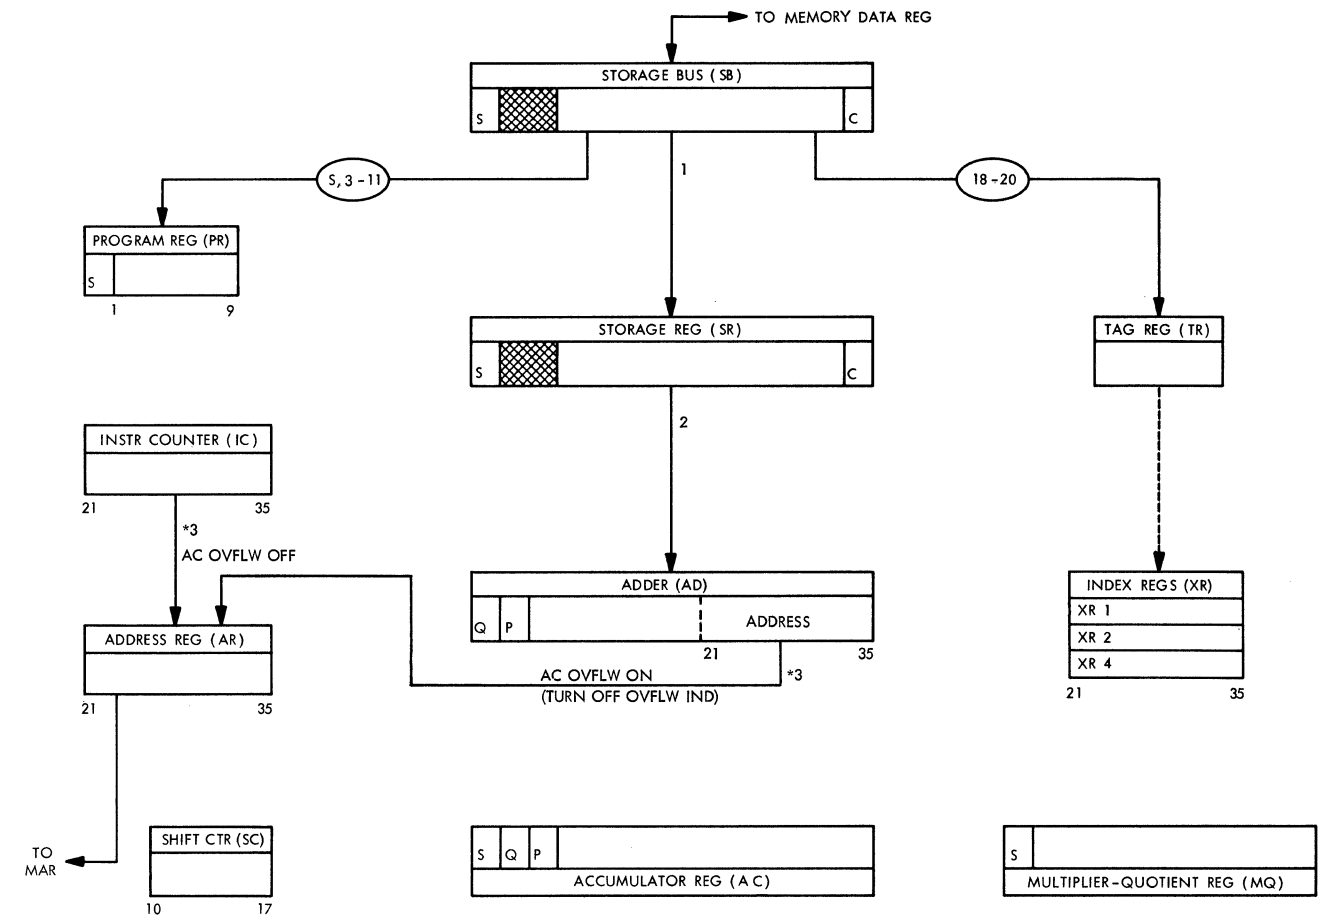 TO MEMORY DATA REG
STORAGE BUS (SB)
S
C
1
S, 3-11
18-20
PROGRAM REG (PR)
S
1 9
STORAGE REG (SR)
S
C
TAG REG (TR)
2
INSTR COUNTER (IC)
21 35
*3
AC OVFLW OFF
ADDER (AD)
Q P
ADDRESS
21 35
INDEX REGS (XR)
XR 1
XR 2
XR 4
21 35
ADDRESS REG (AR)
21 35
AC OVFLW ON
(TURN OFF OVFLW IND)
*3
TO
MAR
SHIFT CTR (SC)
10 17
S Q P
ACCUMULATOR REG (AC)
S
MULTIPLIER-QUOTIENT REG (MQ)